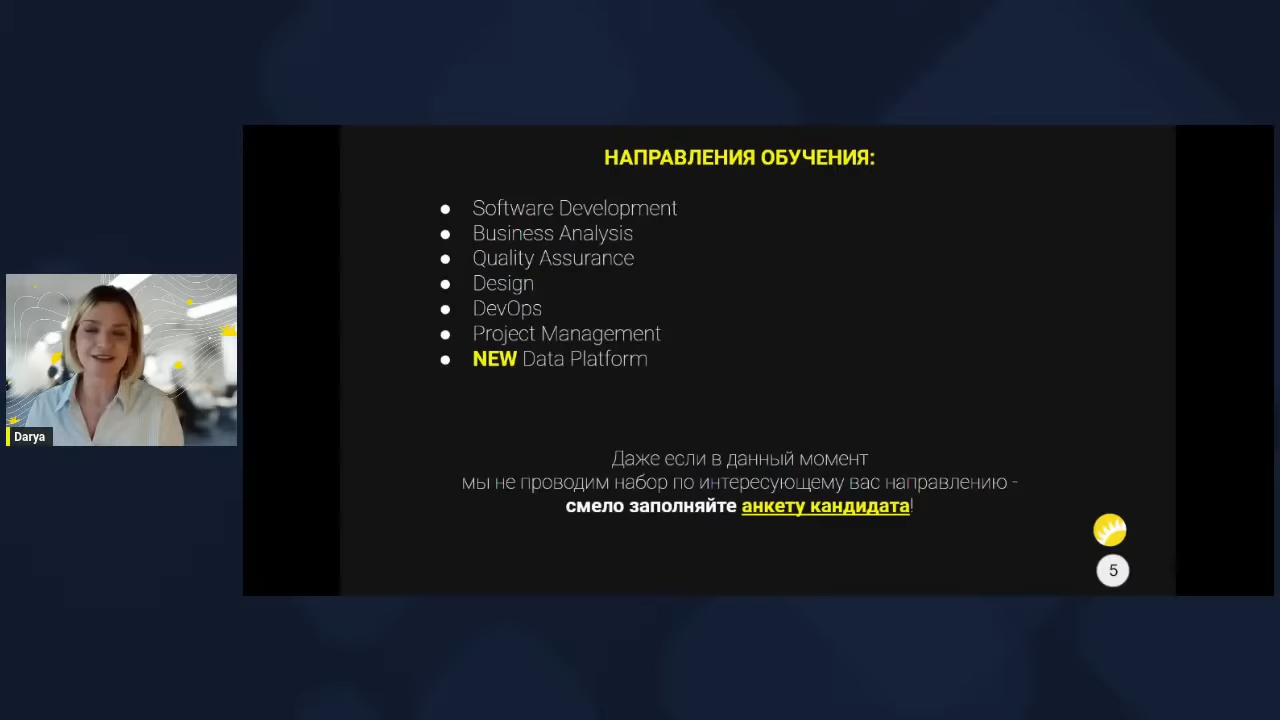 НАПРАВЛЕНИЯ ОБУЧЕНИЯ:
● Software Development
● Business Analysis
● Quality Assurance
● Design
● DevOps
● Project Management
● NEW Data Platform
Даже если в данный момент
мы не проводим набор по интересующему вас направлению -
смело заполняйте анкету кандидата!
5
Darya